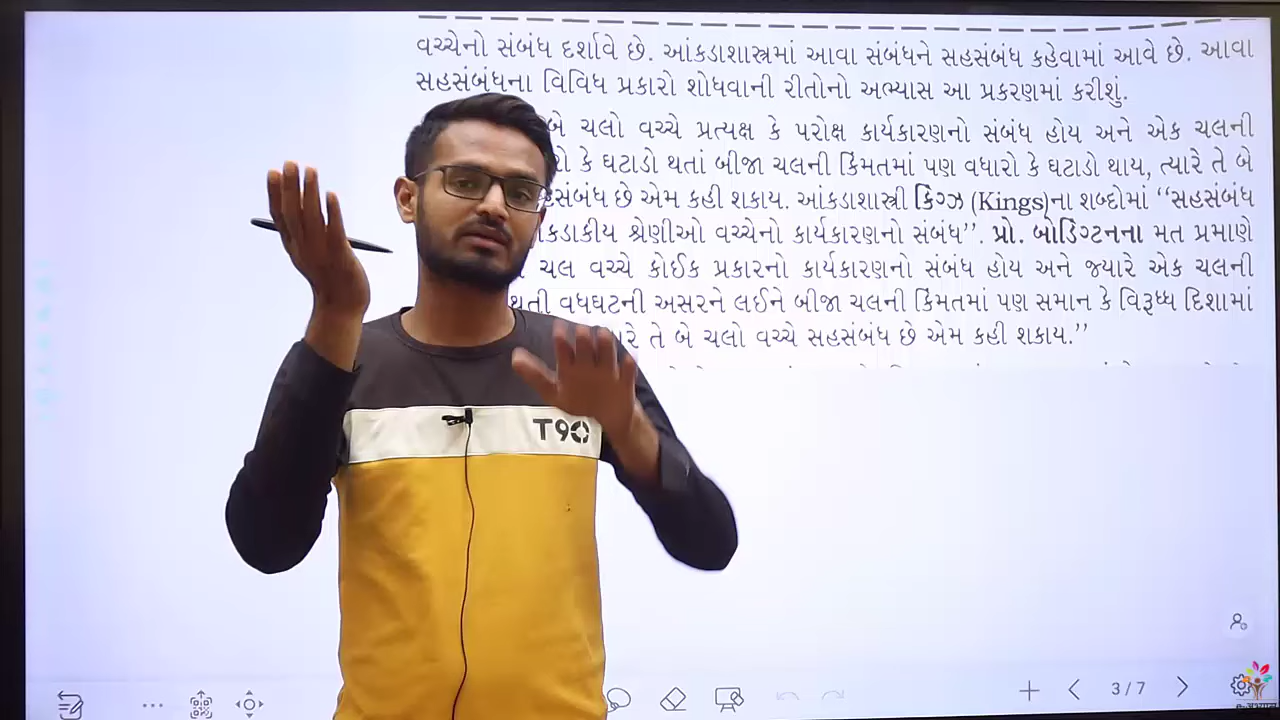 વચ્ચેનો સંબંધ દર્શાવે છે. આંકડાશાસ્ત્રમાં આવા સંબંધને સહસંબંધ કહેવામાં આવે છે. આવા
સહસંબંધના વિવિધ પ્રકારો શોધવાની રીતોનો અભ્યાસ આ પ્રકરણમાં કરીશું.
બે ચલો વચ્ચે પ્રત્યક્ષ કે પરોક્ષ કાર્યકારણનો સંબંધ હોય અને એક ચલની
કે ઘટાડો થતાં બીજા ચલની કિંમતમાં પણ વધારો કે ઘટાડો થાય, ત્યારે તે બે
છે એમ કહી શકાય. આંકડાશાસ્ત્રી કિંગ્ઝ (Kings)ના શબ્દોમાં “સહસંબંધ
શ્રેણીઓ વચ્ચેનો કાર્યકારણનો સંબંધ”. પ્રો. બોડિંગ્ટનના મત પ્રમાણે
ચલ વચ્ચે કોઈક પ્રકારનો કાર્યકારણનો સંબંધ હોય અને જ્યારે એક ચલની
થતી વધઘટની અસરને લઈને બીજા ચલની કિંમતમાં પણ સમાન કે વિરૂધ્ધ દિશામાં
તે બે ચલો વચ્ચે સહસંબંધ છે એમ કહી શકાય.”
T90
3/7